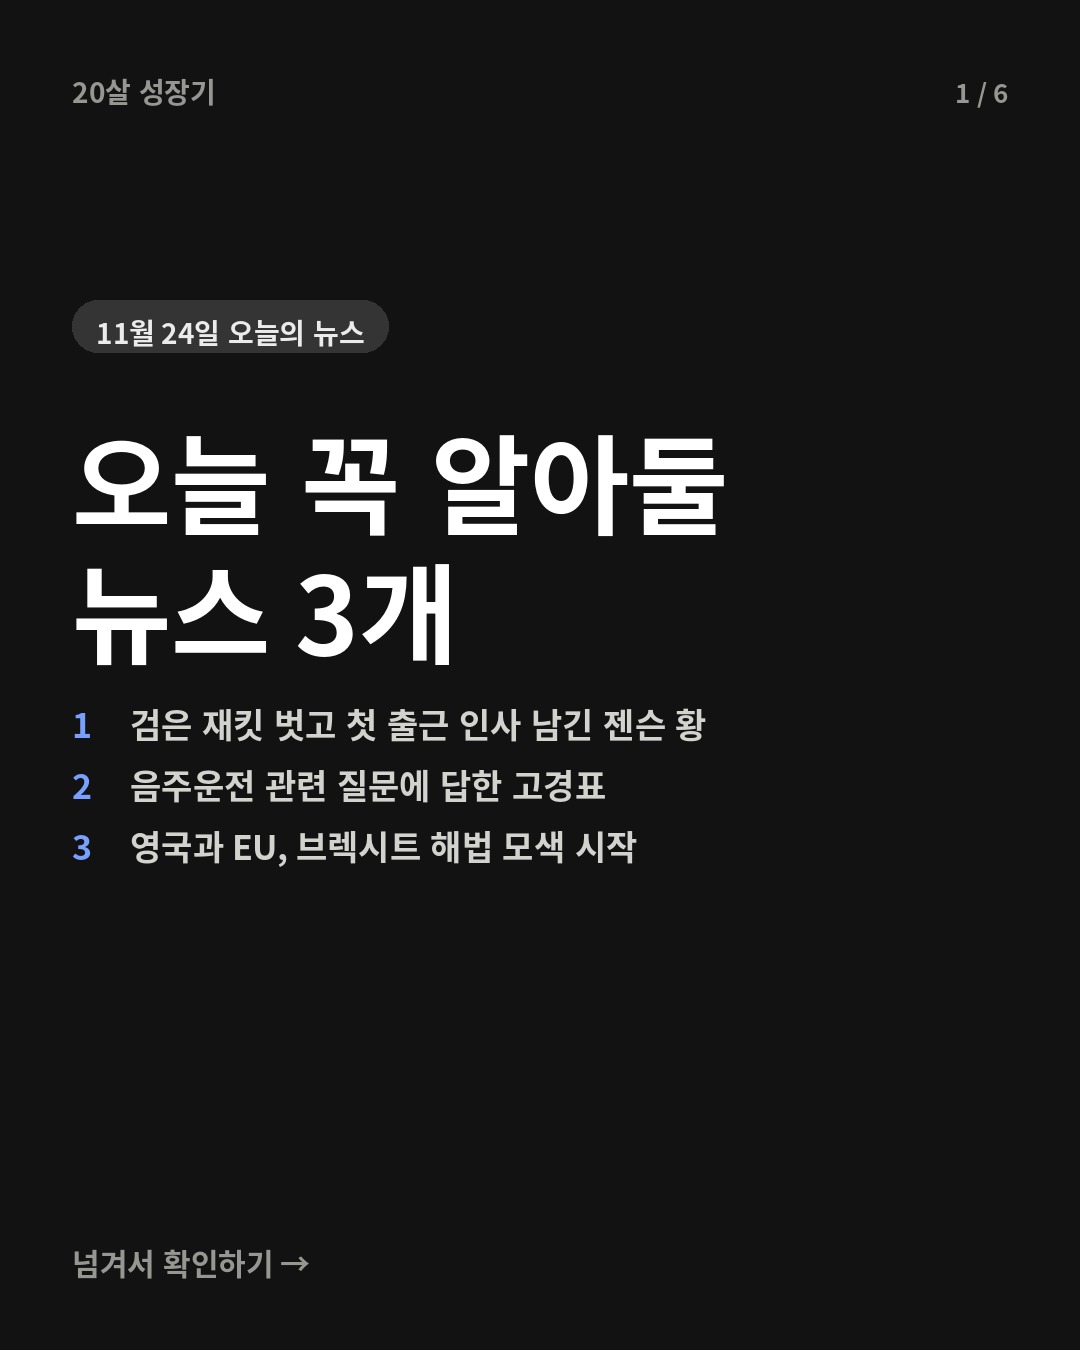 20살 성장기
1 / 6
11월 24일 오늘의 뉴스
오늘 꼭 알아둘
뉴스 3개
1 검은 재킷 벗고 첫 출근 인사 남긴 젠슨 황
2 음주운전 관련 질문에 답한 고경표
3 영국과 EU, 브렉시트 해법 모색 시작
넘겨서 확인하기 →